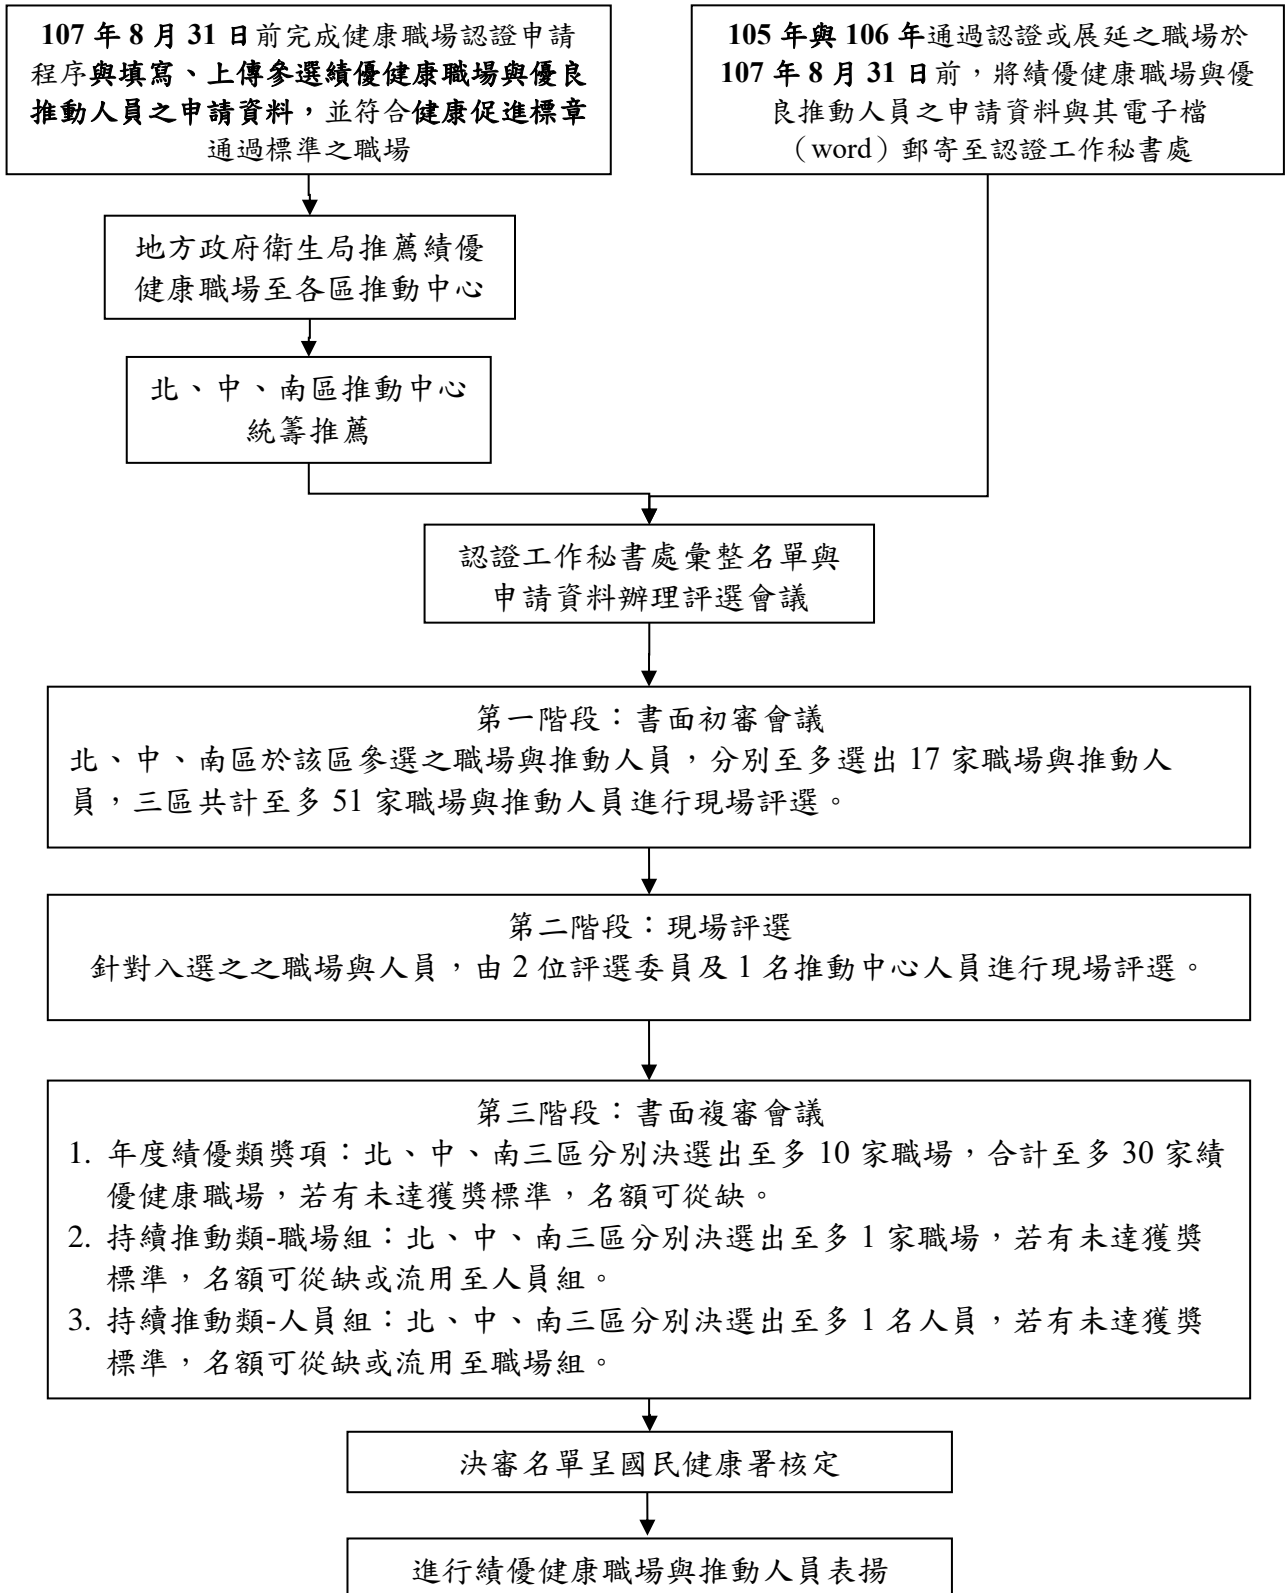 107 年 8 月 31 日前完成健康職場認證申請
程序與填寫、上傳參選績優健康職場與優良
推動人員之申請資料，並符合健康促進標章
通過標準之職場
105 年與 106 年通過認證或展延之職場於
107 年 8 月 31 日前，將績優健康職場與優
良推動人員之申請資料與其電子檔
（word）郵寄至認證工作秘書處
地方政府衛生局推薦績優
健康職場至各區推動中心
北、中、南區推動中心
統籌推薦
認證工作秘書處彙整名單與
申請資料辦理評選會議
第一階段：書面初審會議
北、中、南區於該區參選之職場與推動人員，分別至多選出 17 家職場與推動人
員，三區共計至多 51 家職場與推動人員進行現場評選。
第二階段：現場評選
針對入選之之職場與人員，由 2 位評選委員及 1 名推動中心人員進行現場評選。
第三階段：書面複審會議
1. 年度績優類獎項：北、中、南三區分別決選出至多 10 家職場，合計至多 30 家績
優健康職場，若有未達獲獎標準，名額可從缺。
2. 持續推動類-職場組：北、中、南三區分別決選出至多 1 家職場，若有未達獲獎
標準，名額可從缺或流用至人員組。
3. 持續推動類-人員組：北、中、南三區分別決選出至多 1 名人員，若有未達獲獎
標準，名額可從缺或流用至職場組。
決審名單呈國民健康署核定
進行績優健康職場與推動人員表揚